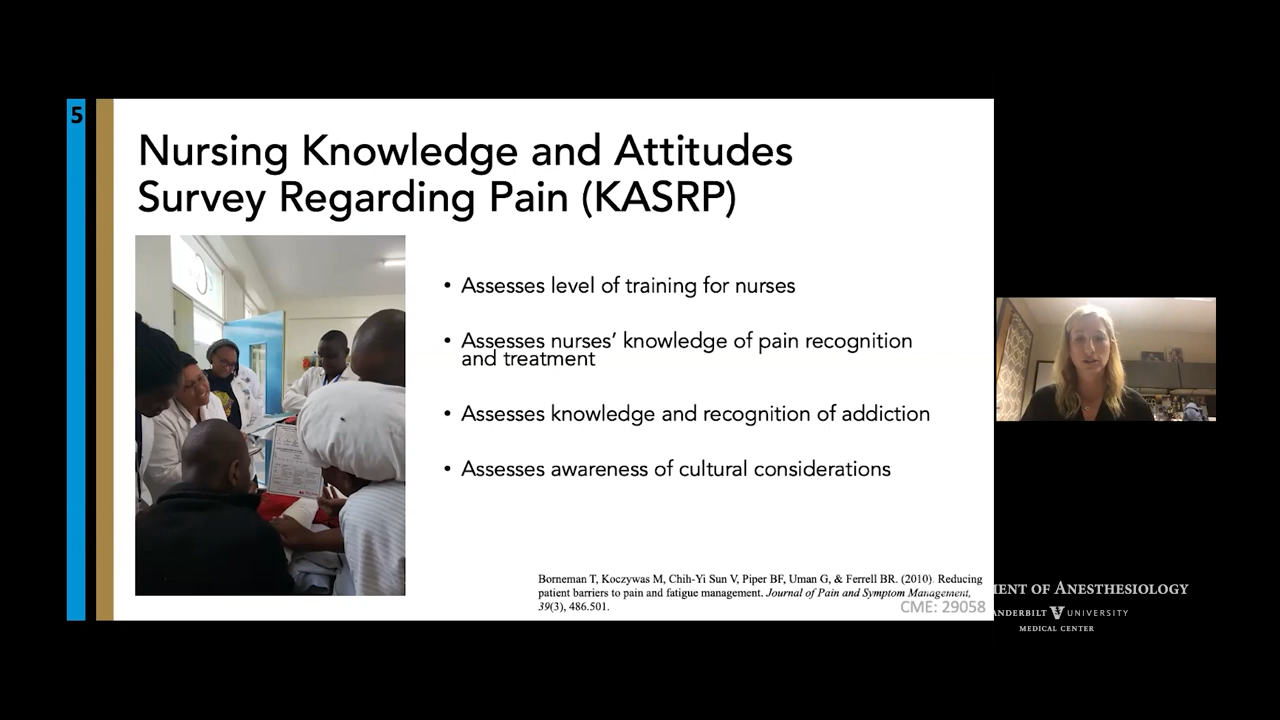 5
Nursing Knowledge and Attitudes
Survey Regarding Pain (KASRP)
• Assesses level of training for nurses
• Assesses nurses’ knowledge of pain recognition
and treatment
• Assesses knowledge and recognition of addiction
• Assesses awareness of cultural considerations
Borneman T, Koczywas M, Chih-Yi Sun V, Piper BF, Uman G, & Ferrell BR. (2010). Reducing
patient barriers to pain and fatigue management. Journal of Pain and Symptom Management,
39(3), 486.501.
CME: 29058
MENT OF ANESTHESIOLOGY
ANDERBILT UNIVERSITY
MEDICAL CENTER